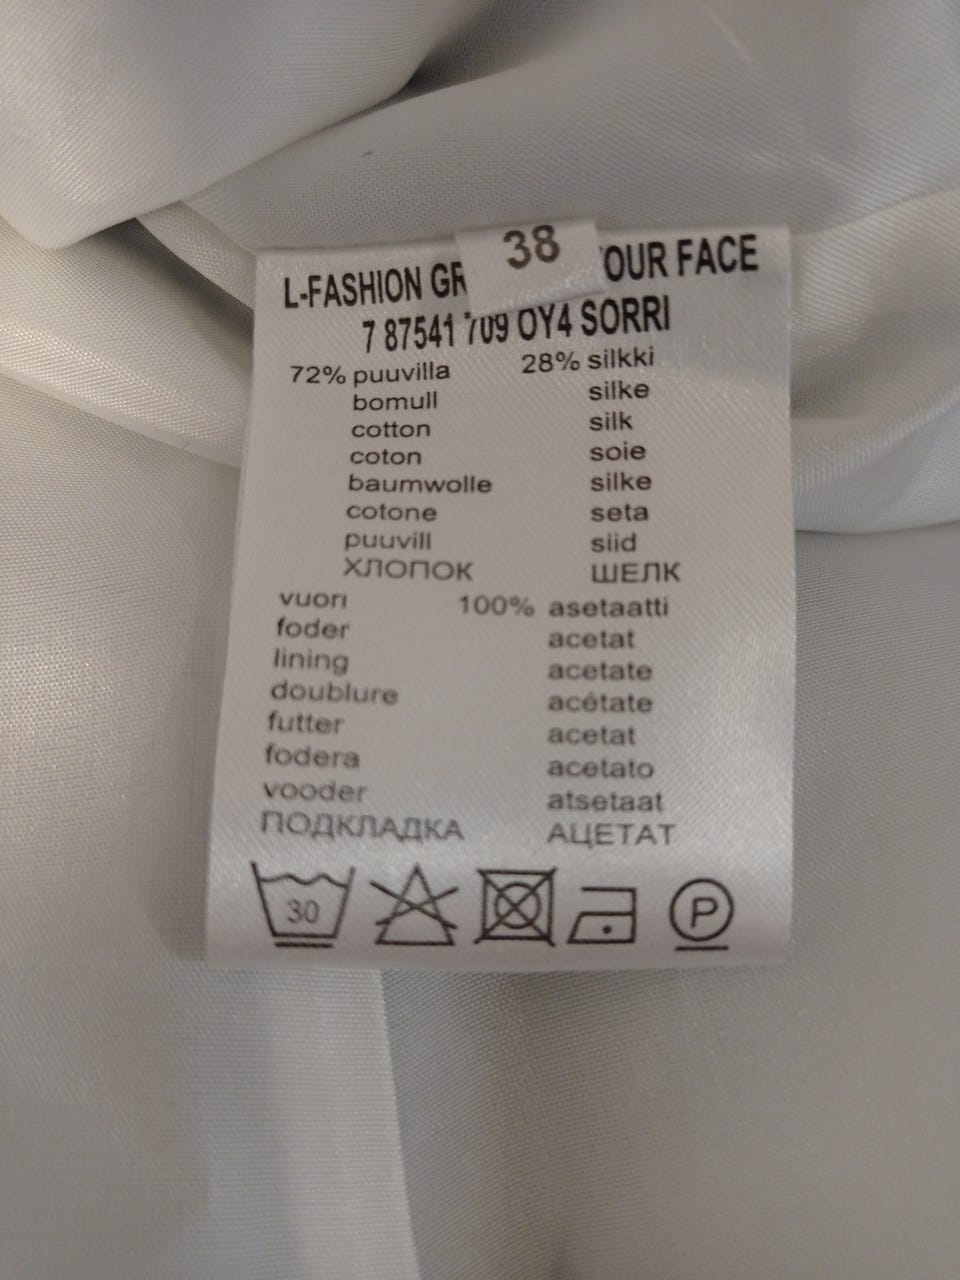 38
L-FASHION GR OUR FACE
7 87541 709 OY4 SORRI
72% puuvilla 28% silkki
bomull silke
cotton silk
coton soie
baumwolle silke
cotone seta
puuvill siid
ХЛОПОК ШЕЛК
vuori 100% asetaatti
foder acetat
lining acetate
doublure acétate
futter acetat
fodera acetato
vooder atsetaat
ПОДКЛАДКА АЦЕТАТ
30 P